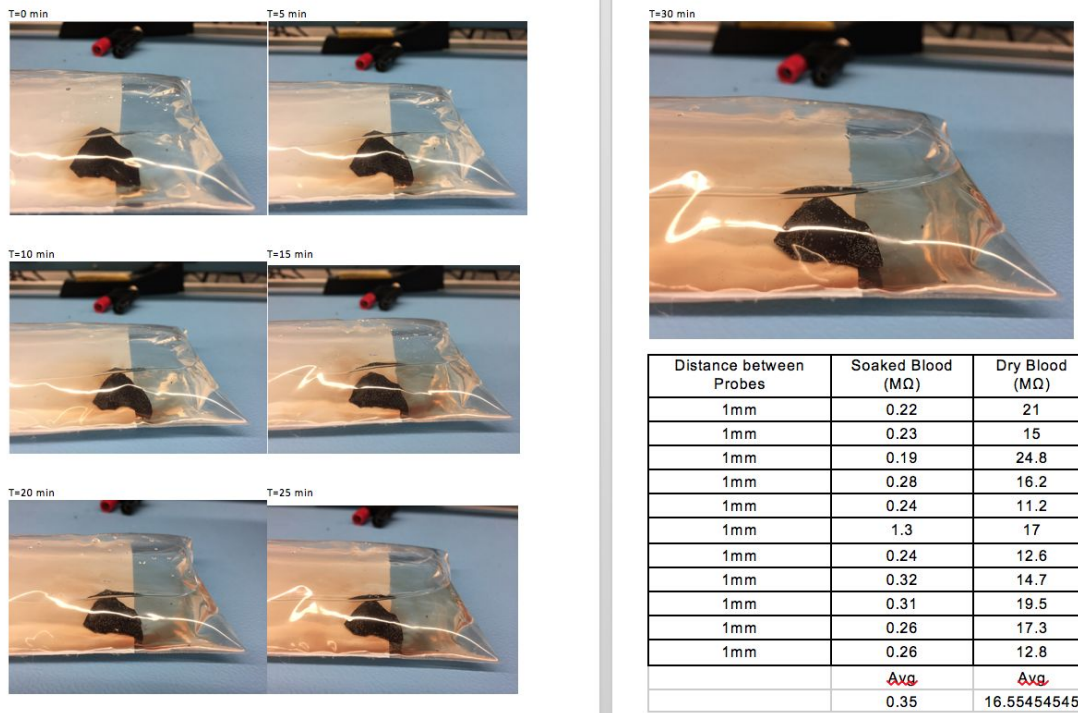 T=0 min
T=5 min
T=10 min
T=15 min
T=20 min
T=25 min
T=30 min
Distance between Probes Soaked Blood (MΩ) Dry Blood (MΩ)
1mm 0.22 21
1mm 0.23 15
1mm 0.19 24.8
1mm 0.28 16.2
1mm 0.24 11.2
1mm 1.3 17
1mm 0.24 12.6
1mm 0.32 14.7
1mm 0.31 19.5
1mm 0.26 17.3
1mm 0.26 12.8
Avg. Avg.
0.35 16.55454545